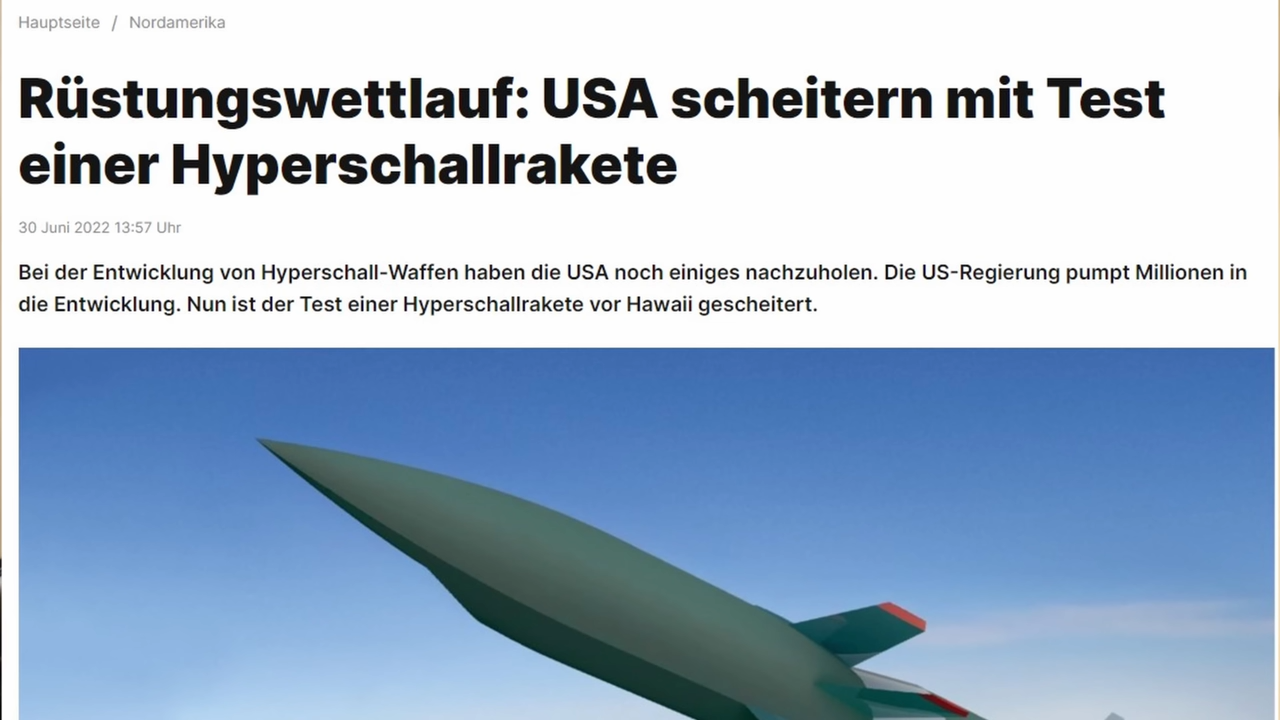 Hauptseite / Nordamerika
Rüstungswettlauf: USA scheitern mit Test
einer Hyperschallrakete
30 Juni 2022 13:57 Uhr
Bei der Entwicklung von Hyperschall-Waffen haben die USA noch einiges nachzuholen. Die US-Regierung pumpt Millionen in
die Entwicklung. Nun ist der Test einer Hyperschallrakete vor Hawaii gescheitert.